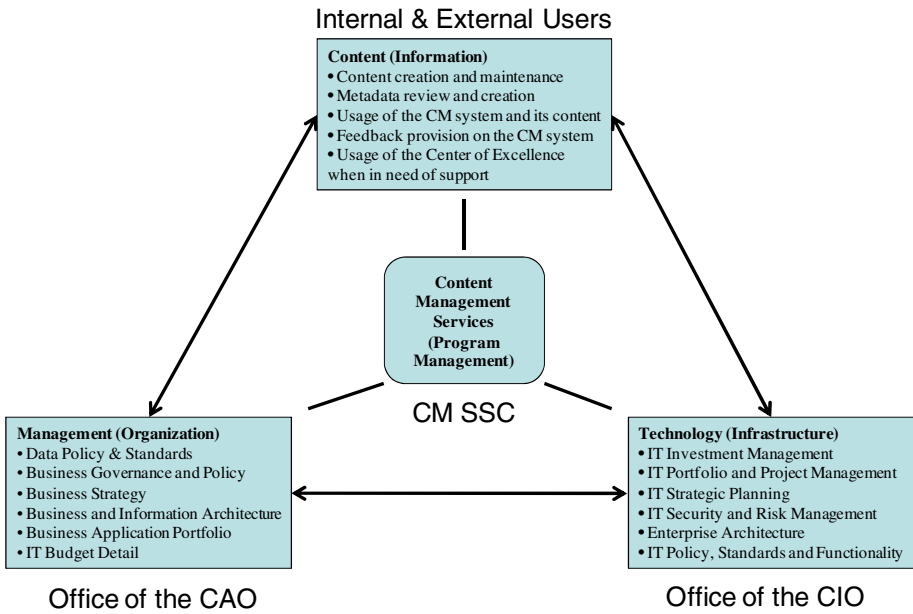 Internal & External Users
Content (Information)
• Content creation and maintenance
• Metadata review and creation
• Usage of the CM system and its content
• Feedback provision on the CM system
• Usage of the Center of Excellence
when in need of support
Content
Management
Services
(Program
Management)
CM SSC
Management (Organization)
• Data Policy & Standards
• Business Governance and Policy
• Business Strategy
• Business and Information Architecture
• Business Application Portfolio
• IT Budget Detail
Office of the CAO
Technology (Infrastructure)
• IT Investment Management
• IT Portfolio and Project Management
• IT Strategic Planning
• IT Security and Risk Management
• Enterprise Architecture
• IT Policy, Standards and Functionality
Office of the CIO